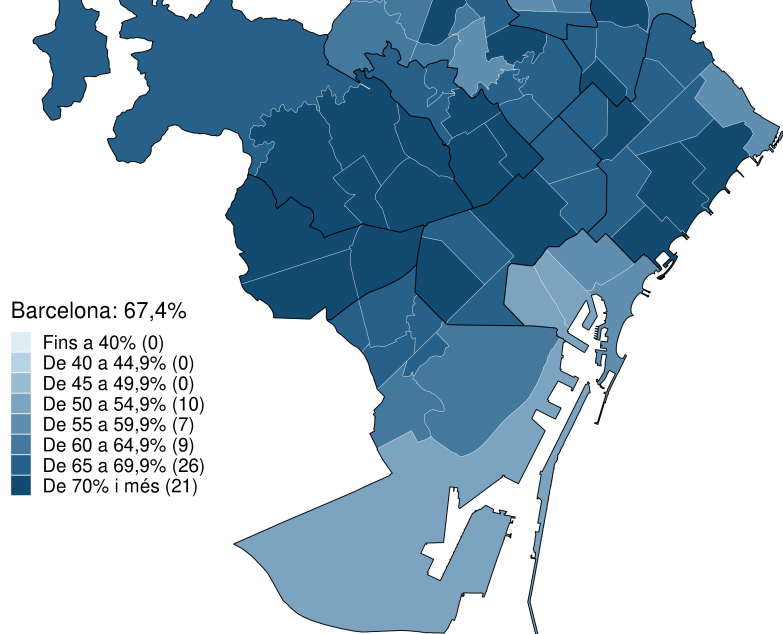 Barcelona: 67,4%
Fins a 40% (0)
De 40 a 44,9% (0)
De 45 a 49,9% (0)
De 50 a 54,9% (10)
De 55 a 59,9% (7)
De 60 a 64,9% (9)
De 65 a 69,9% (26)
De 70% i més (21)